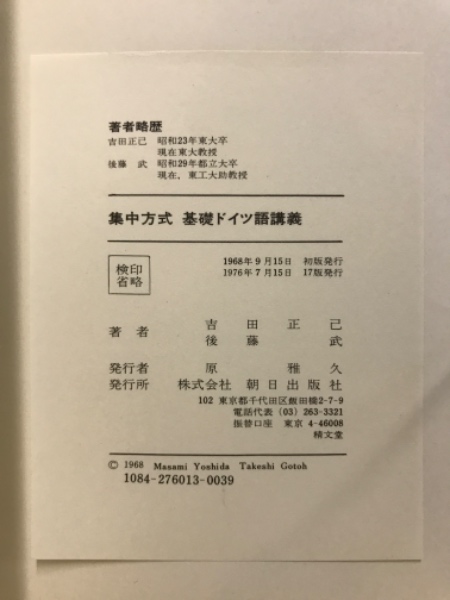 著者略歴
吉田正己 昭和23年東大卒
現在東大教授
後藤 武 昭和29年都立大卒
現在,東工大助教授
集中方式 基礎ドイツ語講義
検印
省略
1968年9月15日 初版発行
1976年7月15日 17版発行
著者 吉田正己
後藤武
発行者 原雅久
発行所 株式会社 朝日出版社
102 東京都千代田区飯田橋2-7-9
電話代表 (03) 263-3321
振替口座 東京 4-46008
精文堂
© 1968 Masami Yoshida Takeshi Gotoh
1084-276013-0039